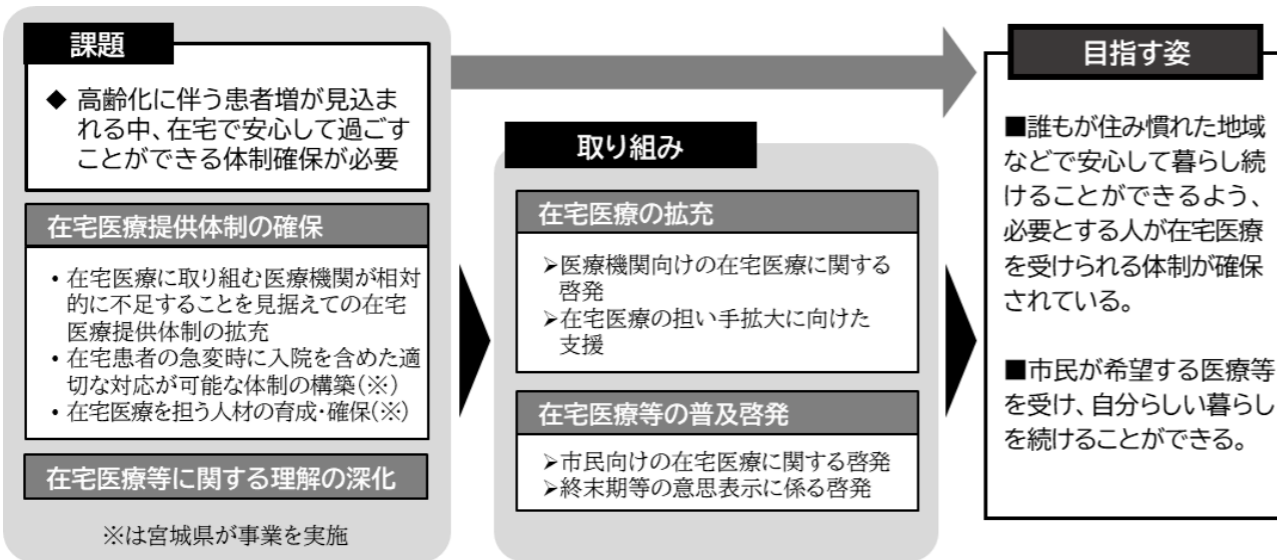 課題
◆ 高齢化に伴う患者増が見込ま
れる中、在宅で安心して過ごす
ことができる体制確保が必要
在宅医療提供体制の確保
・在宅医療に取り組む医療機関が相対
的に不足することを見据えての在宅
医療提供体制の拡充
・在宅患者の急変時に入院を含めた適
切な対応が可能な体制の構築(※)
・在宅医療を担う人材の育成・確保(※)
在宅医療等に関する理解の深化
※は宮城県が事業を実施
取り組み
在宅医療の拡充
➢医療機関向けの在宅医療に関する
啓発
➢在宅医療の担い手拡大に向けた
支援
在宅医療等の普及啓発
➢市民向けの在宅医療に関する啓発
➢終末期等の意思表示に係る啓発
目指す姿
■誰もが住み慣れた地域
などで安心して暮らし続
けることができるよう、
必要とする人が在宅医療
を受けられる体制が確保
されている。
■市民が希望する医療等
を受け、自分らしい暮らし
を続けることができる。